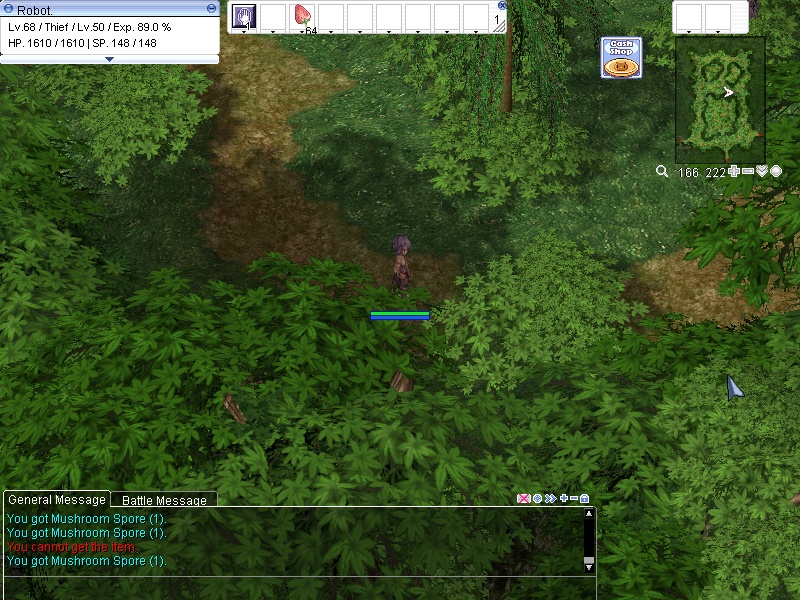 Robot
Lv.68 / Thief / Lv.50 / Exp. 89.0 %
HP. 1610 / 1610 | SP. 148 / 148
1
64
1
Cash
Shop
166 222
General Message
Battle Message
You got Mushroom Spore (1).
You got Mushroom Spore (1).
You cannot get the item.
You got Mushroom Spore (1).